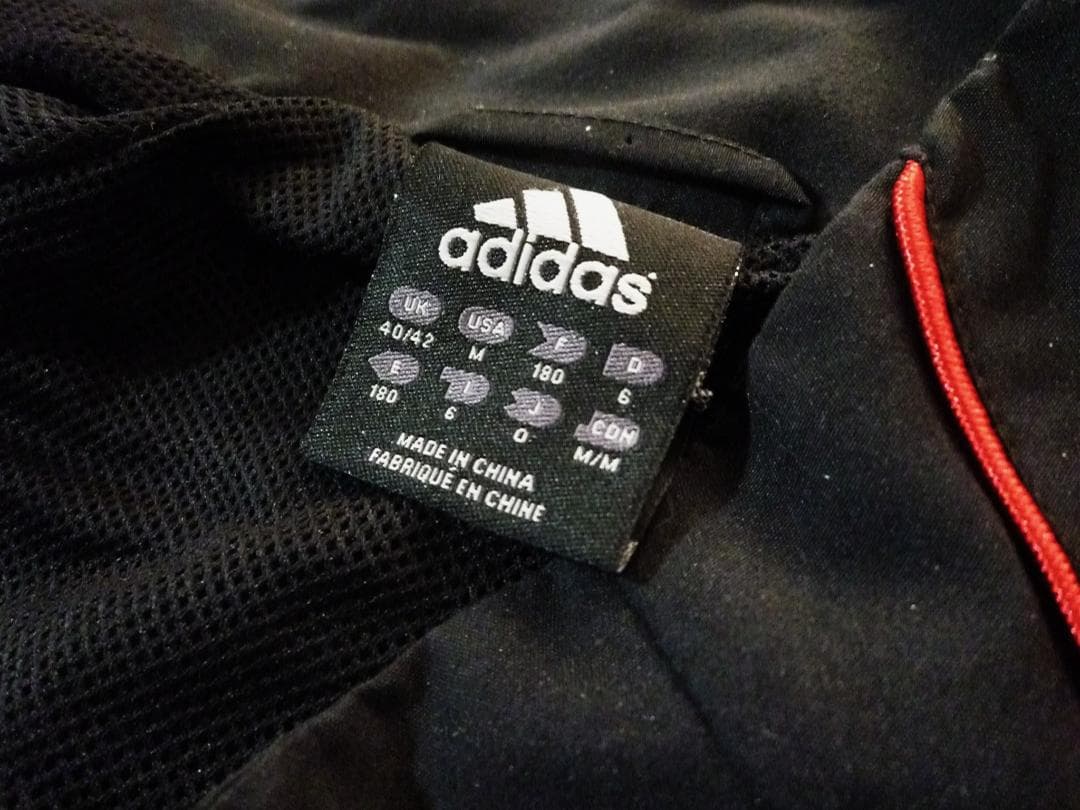 adidas
UK USA F D
40/42 M 180 6
E I J CDN
180 6 O M/M
MADE IN CHINA
FABRIQUÉ EN CHINE